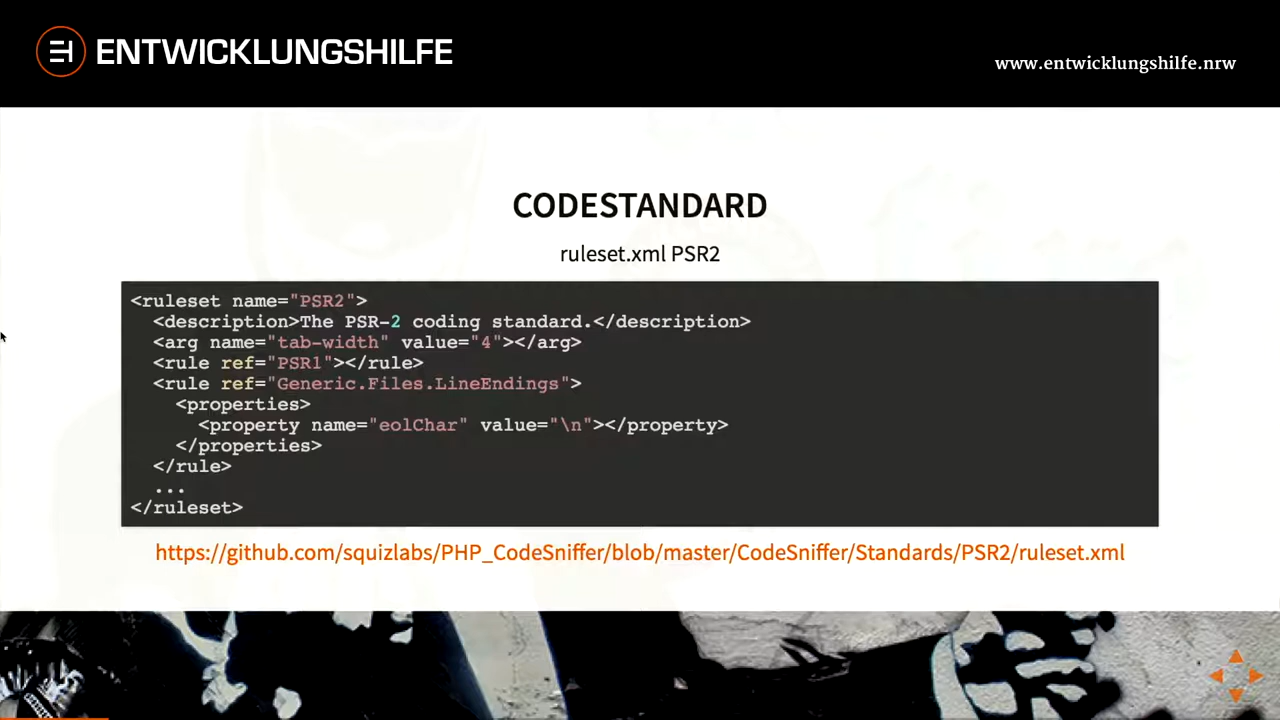 ENTWICKLUNGSHILFE
www.entwicklungshilfe.nrw
CODESTANDARD
ruleset.xml PSR2
<ruleset name="PSR2">
  <description>The PSR-2 coding standard.</description>
  <arg name="tab-width" value="4"></arg>
  <rule ref="PSR1"></rule>
  <rule ref="Generic.Files.LineEndings">
    <properties>
      <property name="eolChar" value="\n"></property>
    </properties>
  </rule>
  ...
</ruleset>
https://github.com/squizlabs/PHP_CodeSniffer/blob/master/CodeSniffer/Standards/PSR2/ruleset.xml